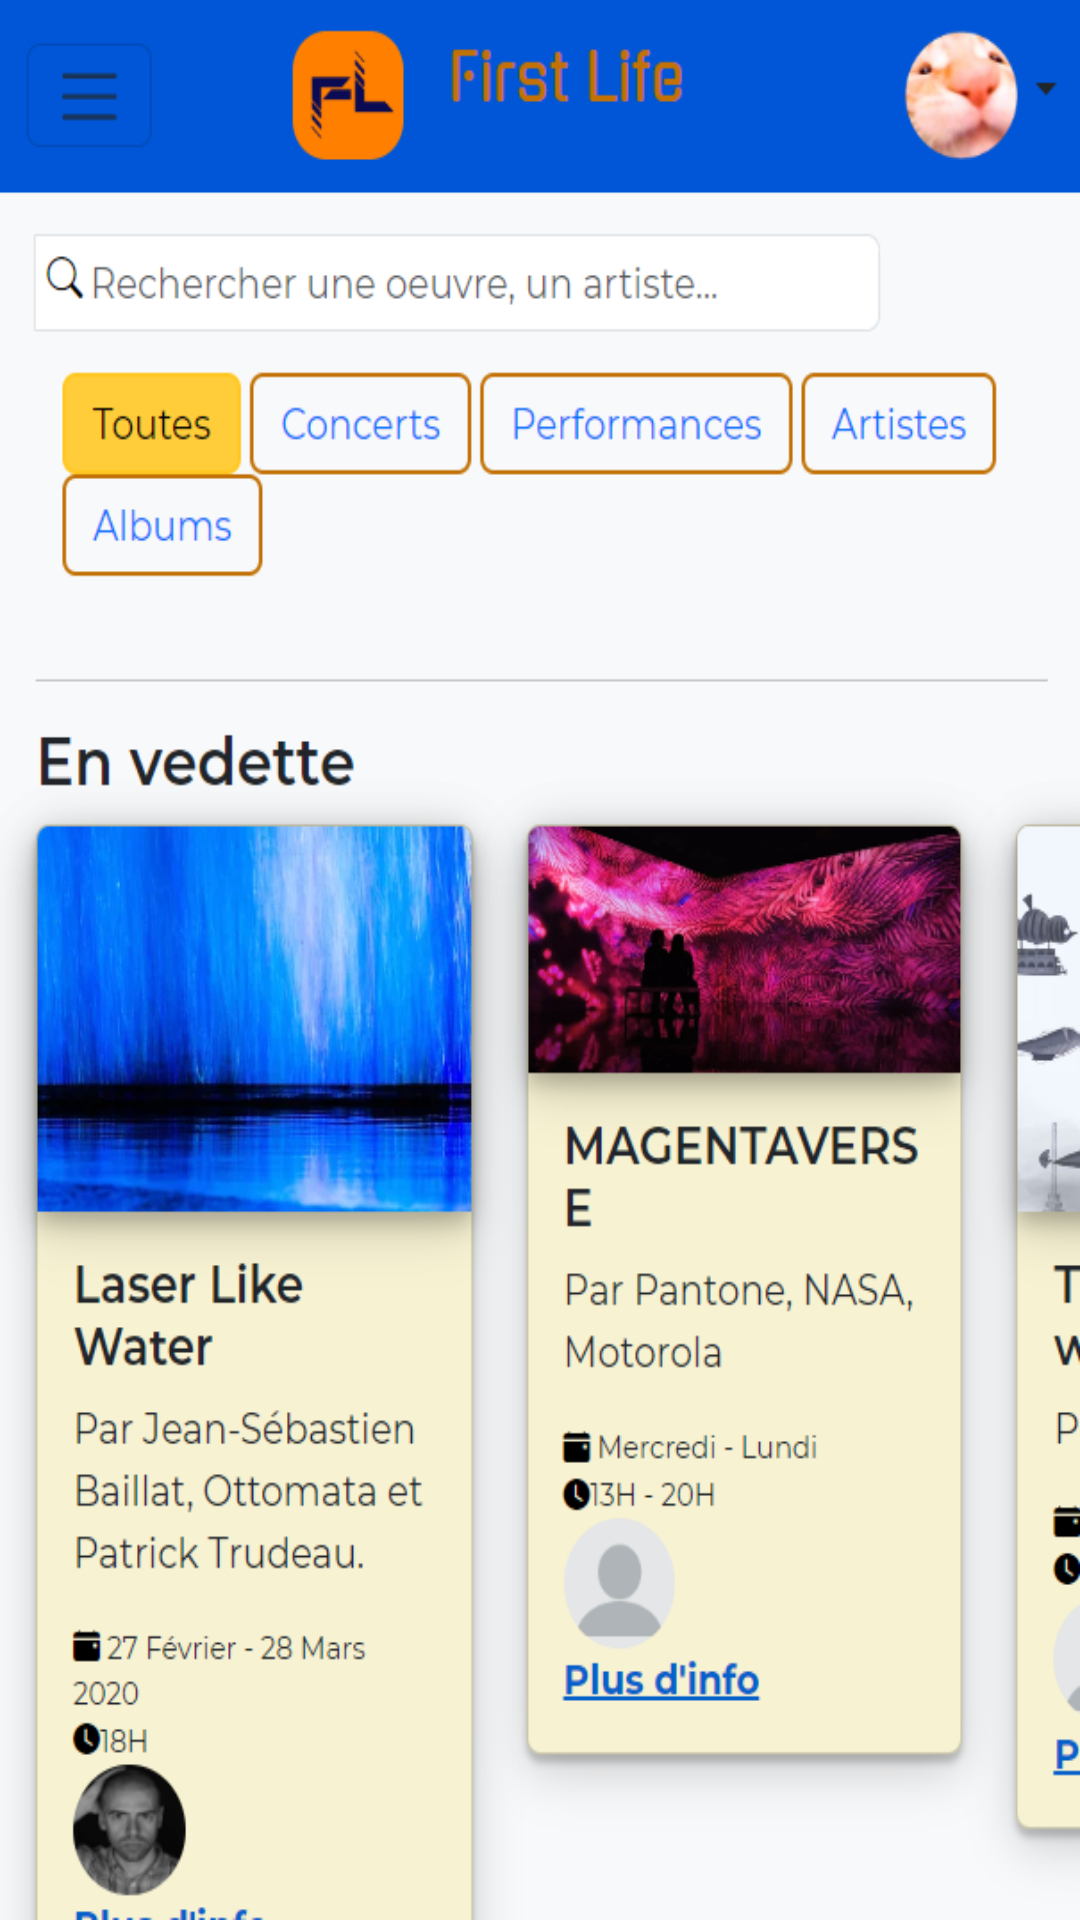 FL First Life
Rechercher une oeuvre, un artiste...
Toutes Concerts Performances Artistes
Albums
En vedette
Laser Like
Water
Par Jean-Sébastien
Baillat, Ottomata et
Patrick Trudeau.
27 Février - 28 Mars
2020
18H
Plus d'info
MAGENTAVERS
E
Par Pantone, NASA,
Motorola
Mercredi - Lundi
13H - 20H
Plus d'info